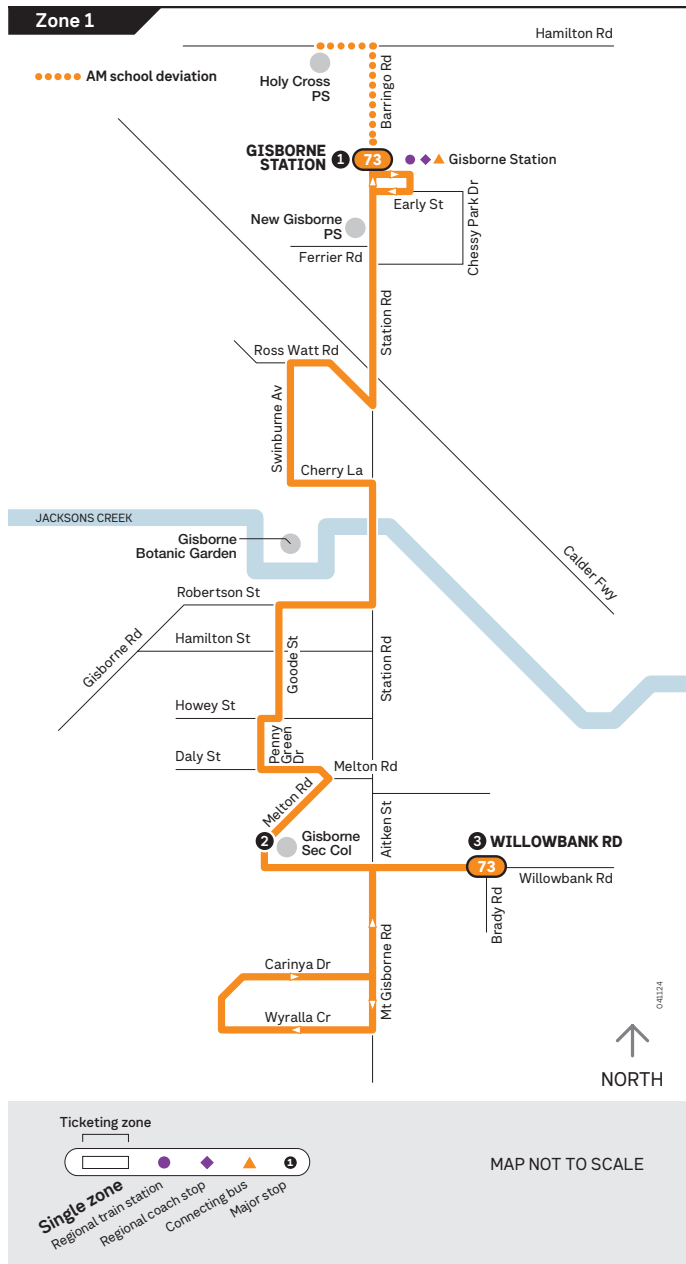 Zone 1
Hamilton Rd
AM school deviation
Holy Cross
PS
Barringo Rd
GISBORNE
STATION
1
73
Gisborne Station
Early St
Chessy Park Dr
New Gisborne
PS
Ferrier Rd
Station Rd
Ross Watt Rd
Swinburne Av
Cherry La
JACKSONS CREEK
Gisborne
Botanic Garden
Calder Fwy
Robertson St
Gisborne Rd
Hamilton St
Goode St
Station Rd
Howey St
Penny
Green
Dr
Daly St
Melton Rd
Melton Rd
Aitken St
2
Gisborne
Sec Col
3
WILLOWBANK RD
73
Willowbank Rd
Brady Rd
Carinya Dr
Mt Gisborne Rd
Wyralla Cr
041124
NORTH
Ticketing zone
1
Single zone
Regional train station
Regional coach stop
Connecting bus
Major stop
MAP NOT TO SCALE